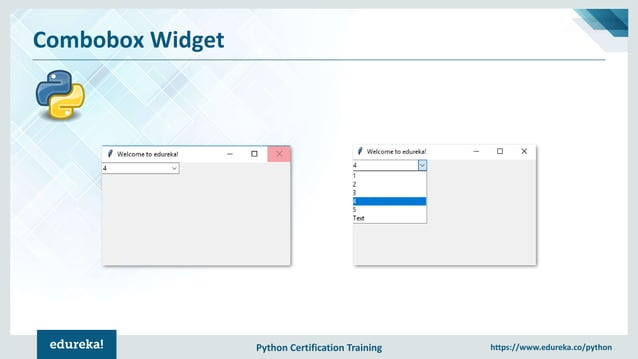 Combobox Widget
Welcome to edureka!
4
Welcome to edureka!
4
1
2
3
4
5
Text
edureka!
Python Certification Training
https://www.edureka.co/python